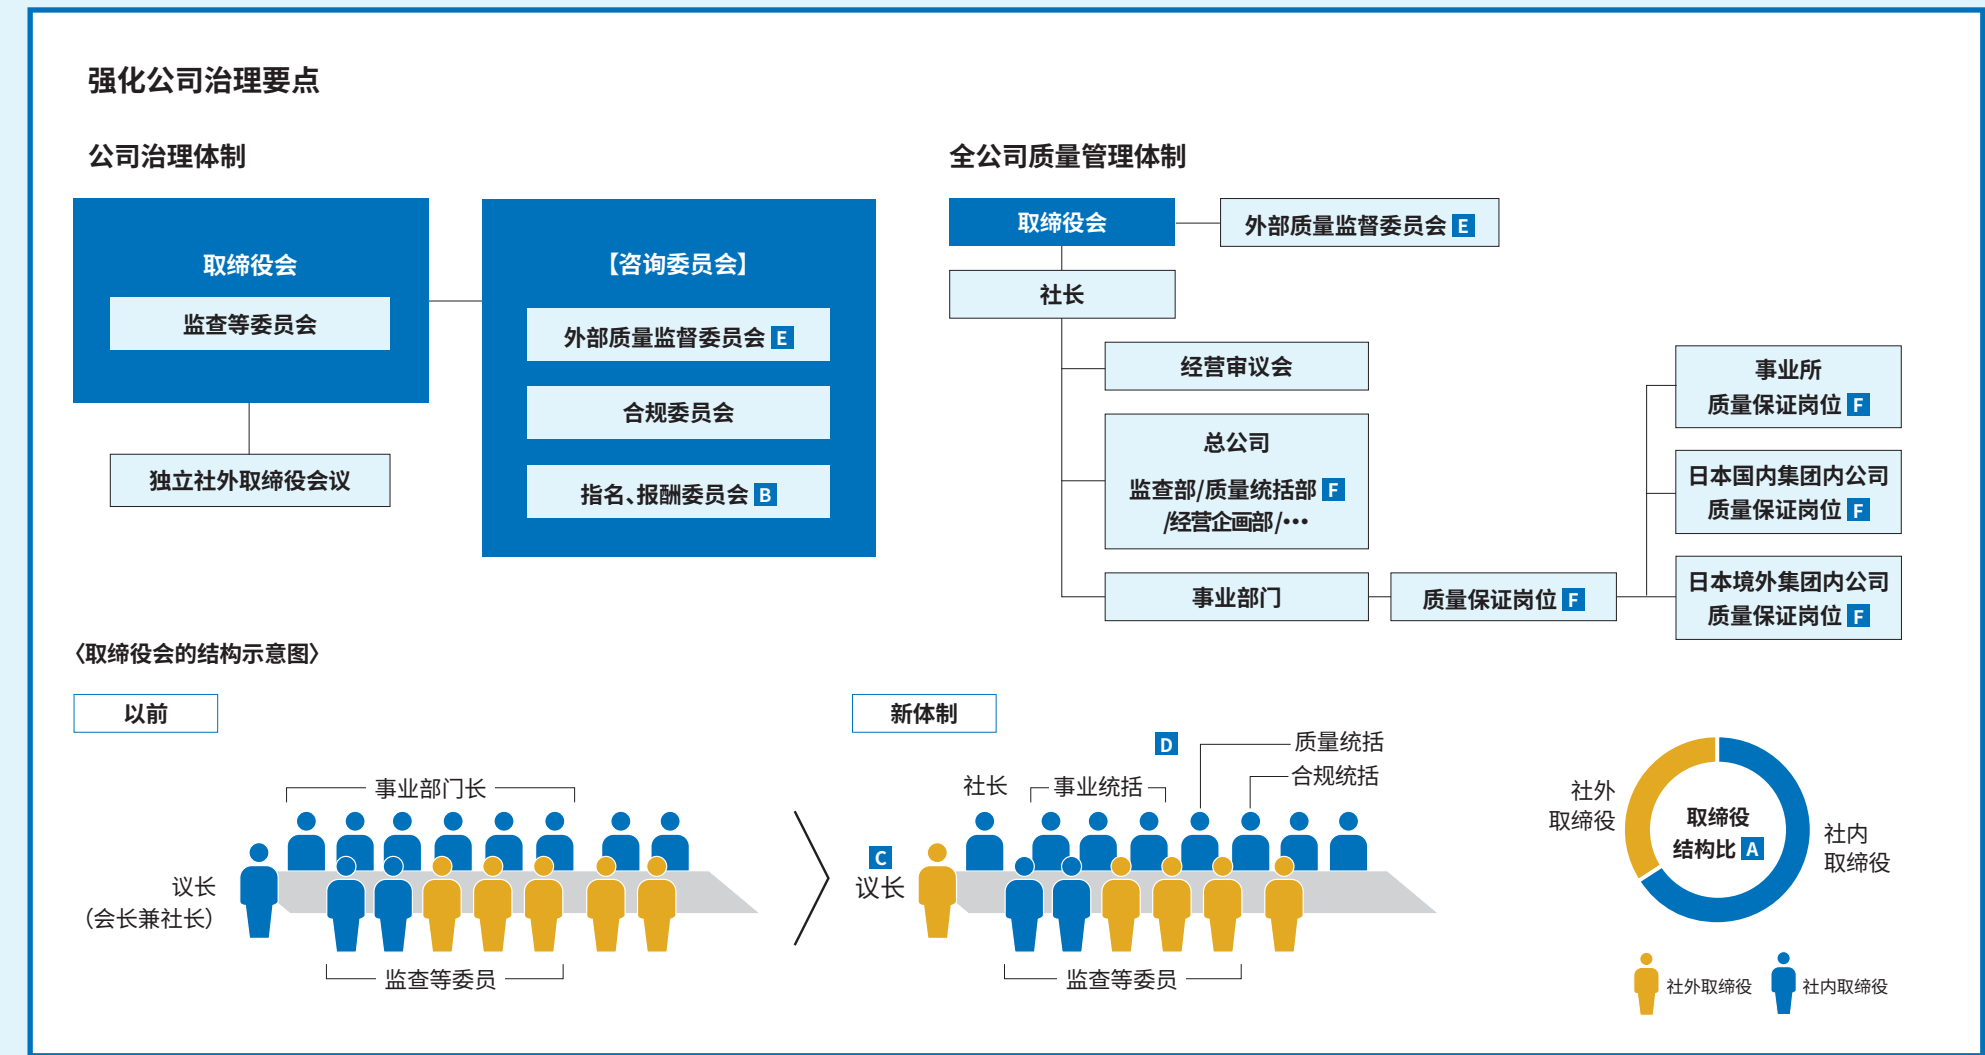 强化公司治理要点
公司治理体制
取缔役会
监查等委员会
独立社外取缔役会议
【咨询委员会】
外部质量监督委员会 E
合规委员会
指名、报酬委员会 B
全公司质量管理体制
取缔役会
外部质量监督委员会 E
社长
经营审议会
总公司
监查部/质量统括部 F
/经营企画部/···
事业部门
质量保证岗位 F
事业所
质量保证岗位 F
日本国内集团内公司
质量保证岗位 F
日本境外集团内公司
质量保证岗位 F
〈取缔役会的结构示意图〉
以前
事业部门长
议长
（会长兼社长）
监查等委员
新体制
D
质量统括
合规统括
社长
事业统括
C
议长
监查等委员
社外
取缔役
取缔役
结构比 A
社内
取缔役
社外取缔役
社内取缔役